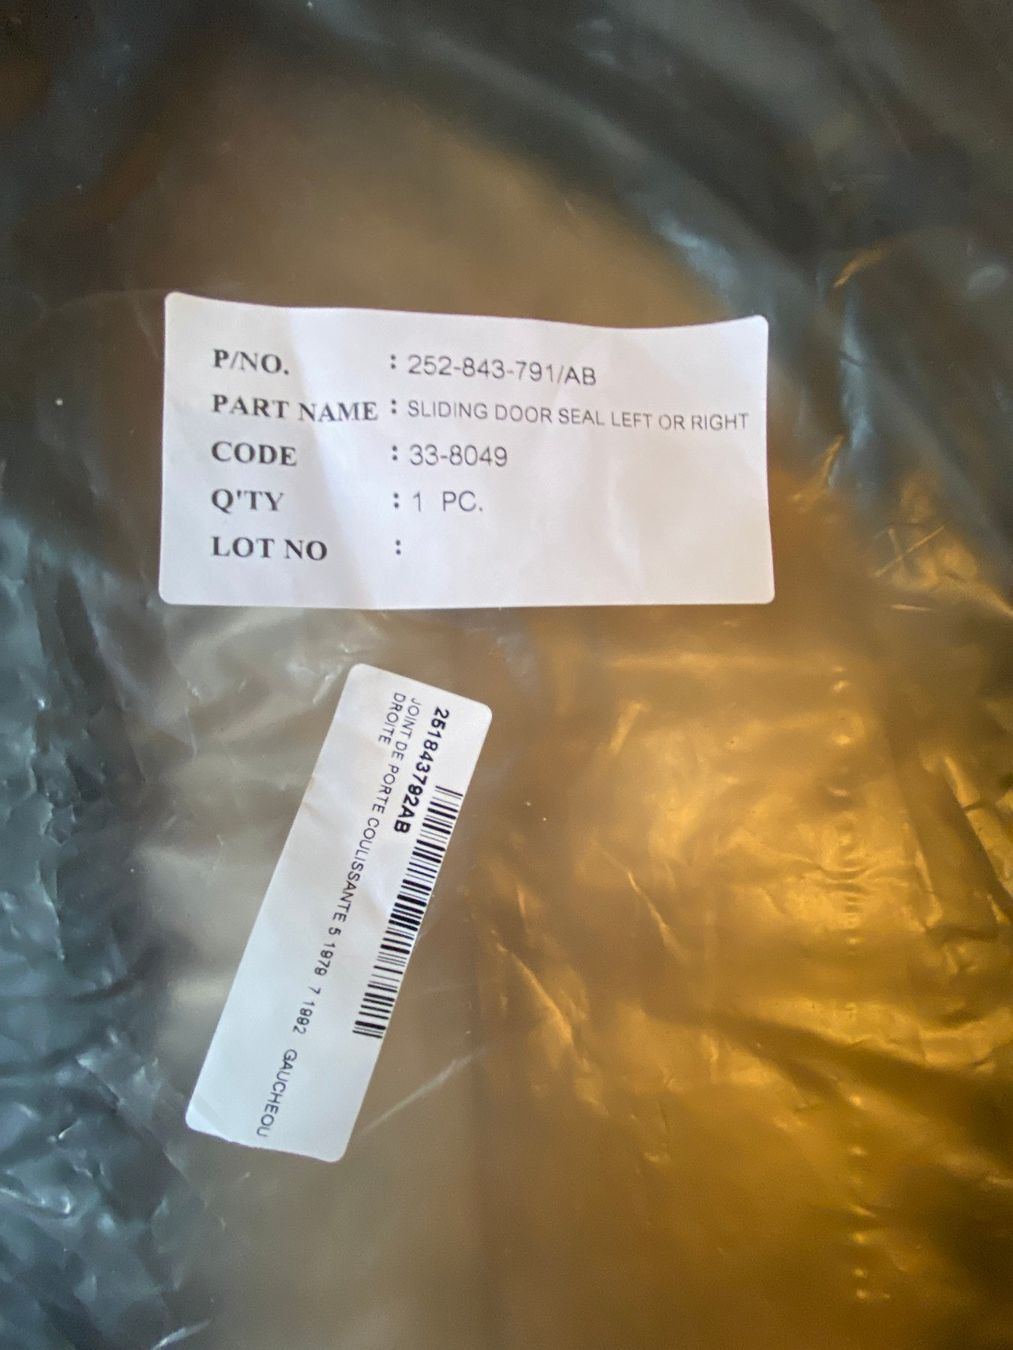 P/NO. : 252-843-791/AB
PART NAME : SLIDING DOOR SEAL LEFT OR RIGHT
CODE : 33-8049
Q'TY : 1 PC.
LOT NO :
251843792AB
JOINT DE PORTE COULISSANTE 5 1979 7 1992 GAUCHEOU
DROITE